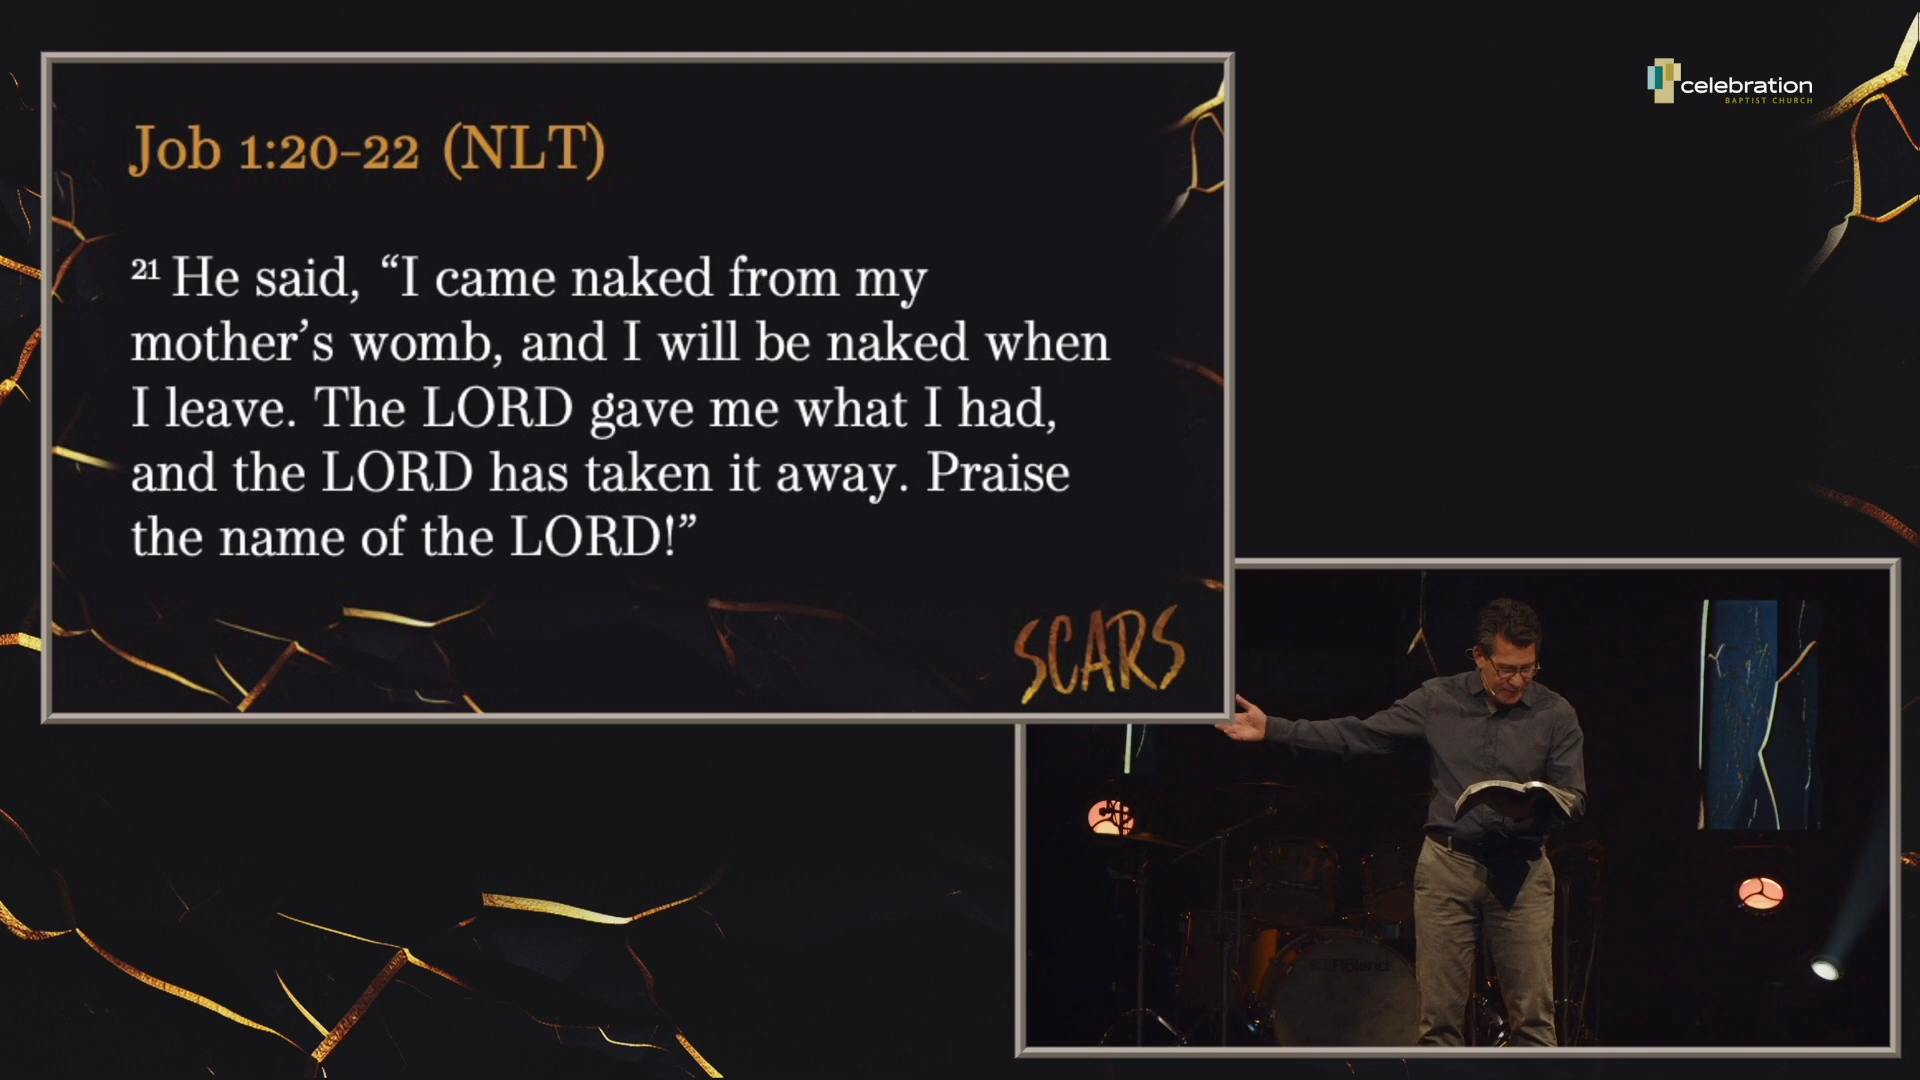 celebration
BAPTIST CHURCH
Job 1:20-22 (NLT)
21 He said, “I came naked from my
mother’s womb, and I will be naked when
I leave. The LORD gave me what I had,
and the LORD has taken it away. Praise
the name of the LORD!”
SCARS
Roland